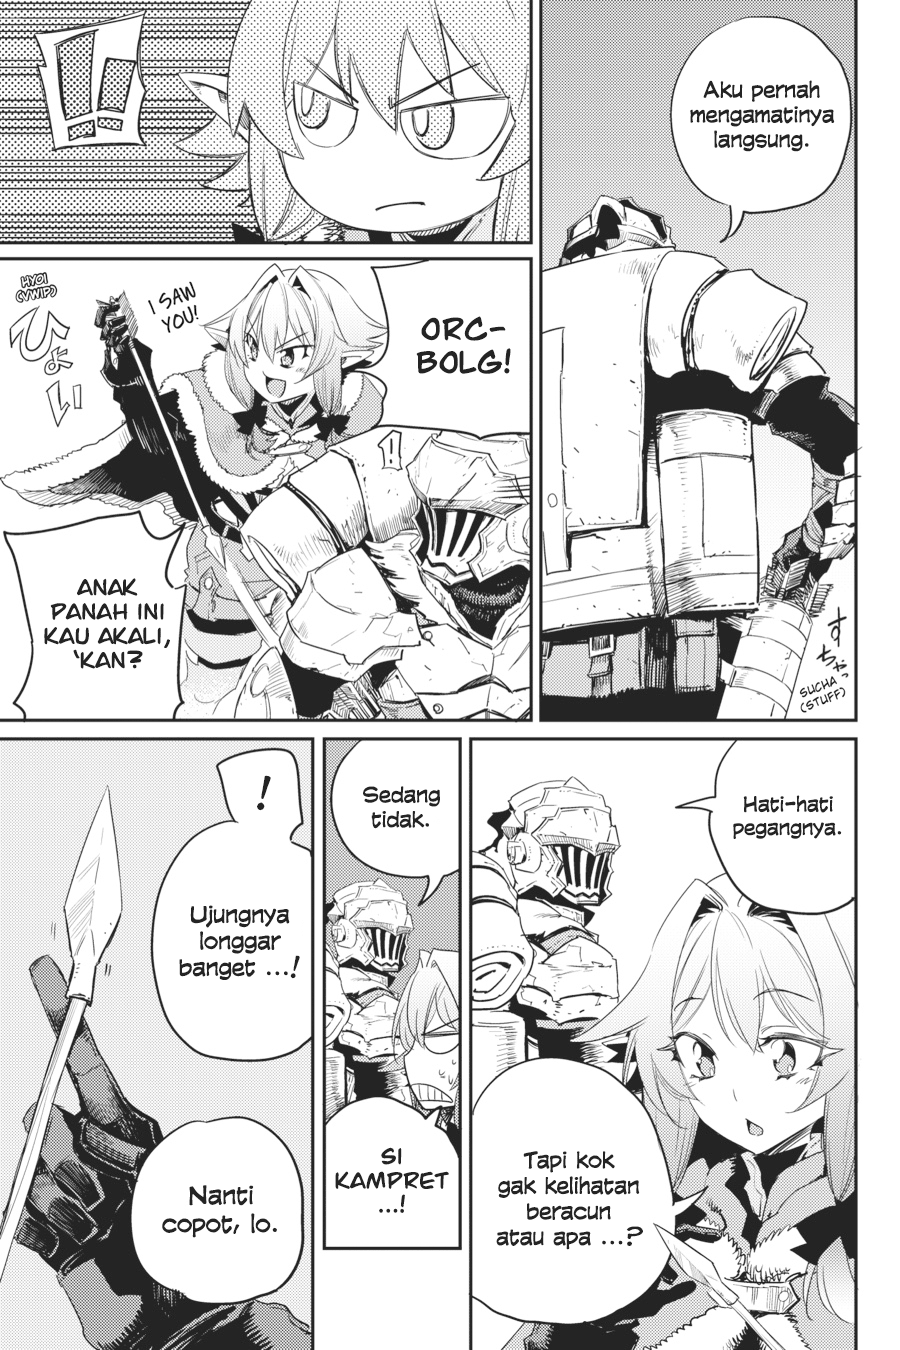 Aku pernah
mengamatinya
langsung.
すちゃっ
SUCHA
(STUFF)
!!
ORC-
BOLG!
I SAW
YOU!
HYOI
(VWIP)
ひょい
!
ANAK
PANAH INI
KAU AKALI,
'KAN?
Hati-hati
pegangnya.
Tapi kok
gak kelihatan
beracun
atau apa ...?
Sedang
tidak.
SI
KAMPRET
...!
!
Ujungnya
longgar
banget ...!
Nanti
copot, lo.